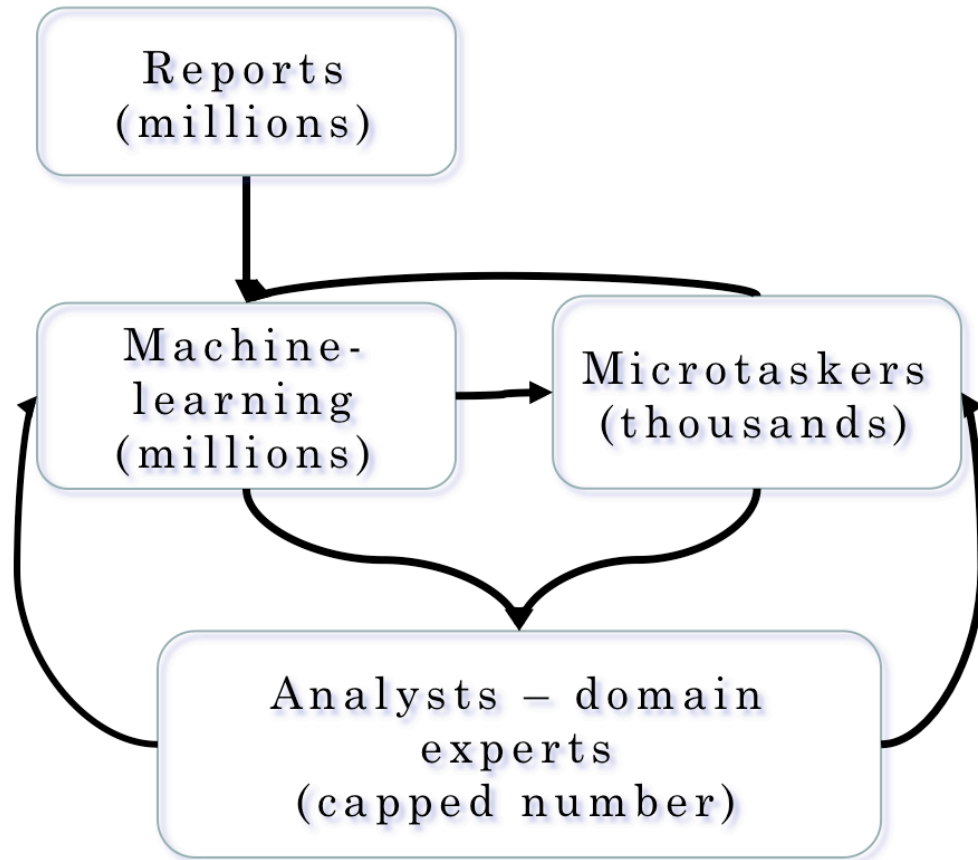 Reports
(millions)
Machine-
learning
(millions)
Microtaskers
(thousands)
Analysts – domain
experts
(capped number)